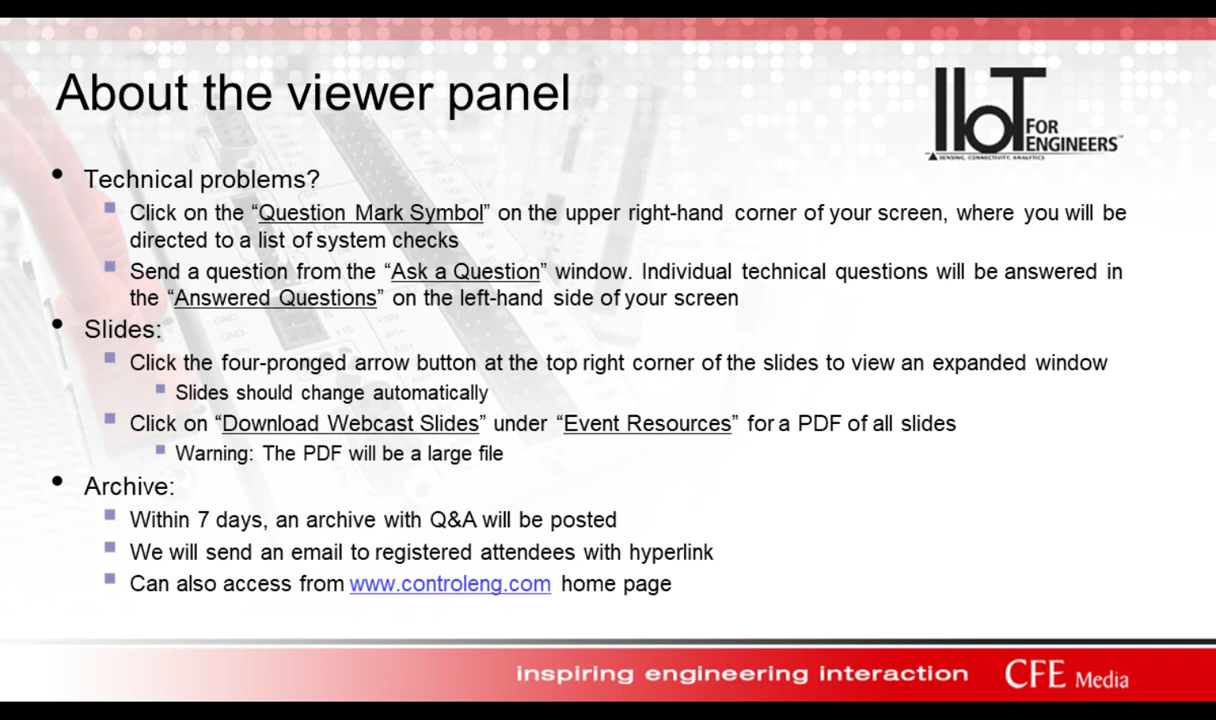 About the viewer panel
IIoT FOR ENGINEERS™
SENSING, CONNECTIVITY, ANALYTICS
• Technical problems?
Click on the “Question Mark Symbol” on the upper right-hand corner of your screen, where you will be
directed to a list of system checks
Send a question from the “Ask a Question” window. Individual technical questions will be answered in
the “Answered Questions” on the left-hand side of your screen
• Slides:
Click the four-pronged arrow button at the top right corner of the slides to view an expanded window
Slides should change automatically
Click on “Download Webcast Slides” under “Event Resources” for a PDF of all slides
Warning: The PDF will be a large file
• Archive:
Within 7 days, an archive with Q&A will be posted
We will send an email to registered attendees with hyperlink
Can also access from www.controleng.com home page
inspiring engineering interaction
CFE Media